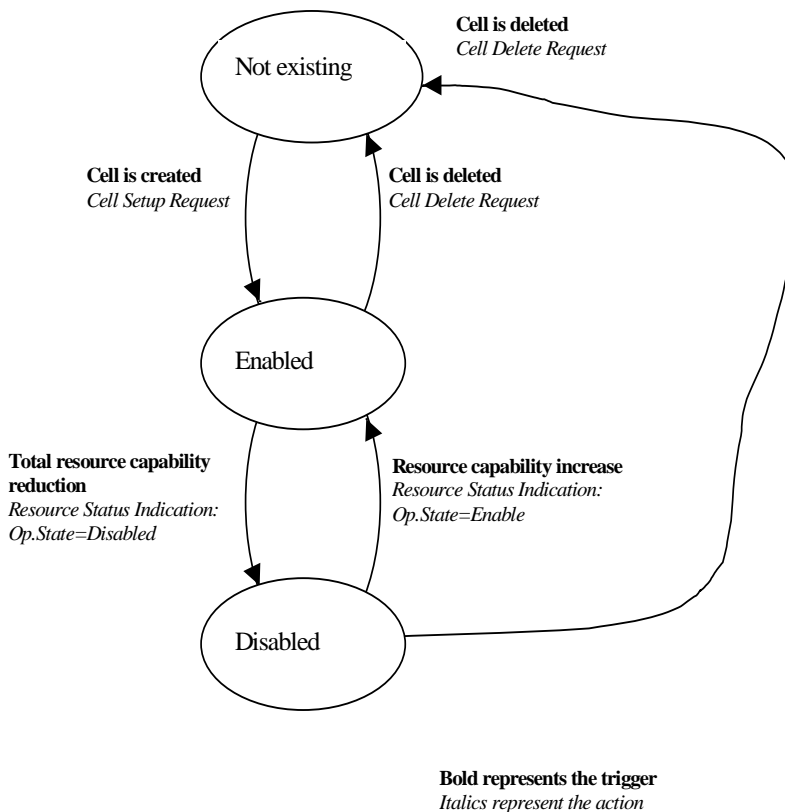 Cell is deleted
Cell Delete Request
Not existing
Cell is created
Cell Setup Request
Cell is deleted
Cell Delete Request
Enabled
Total resource capability
reduction
Resource Status Indication:
Op.State=Disabled
Resource capability increase
Resource Status Indication:
Op.State=Enable
Disabled
Bold represents the trigger
Italics represent the action